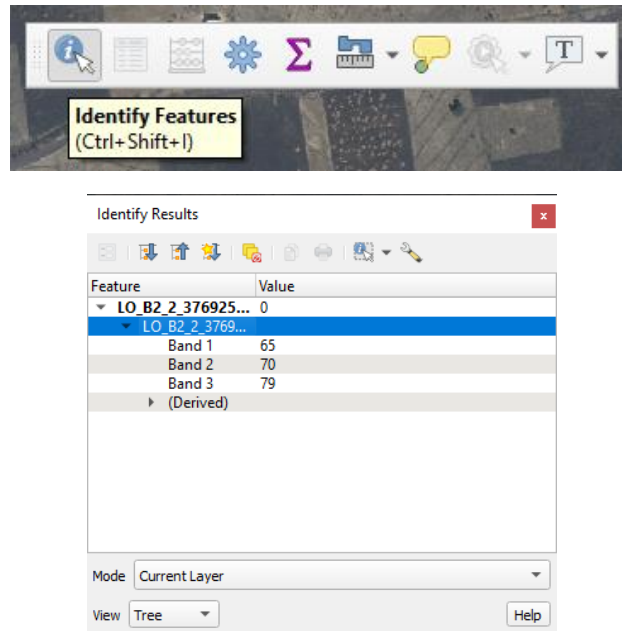 T
Identify Features
(Ctrl+Shift+I)
Identify Results
x
Feature Value
LO_B2_2_376925... 0
LO_B2_2_3769...
Band 1 65
Band 2 70
Band 3 79
(Derived)
Mode Current Layer
View Tree Help